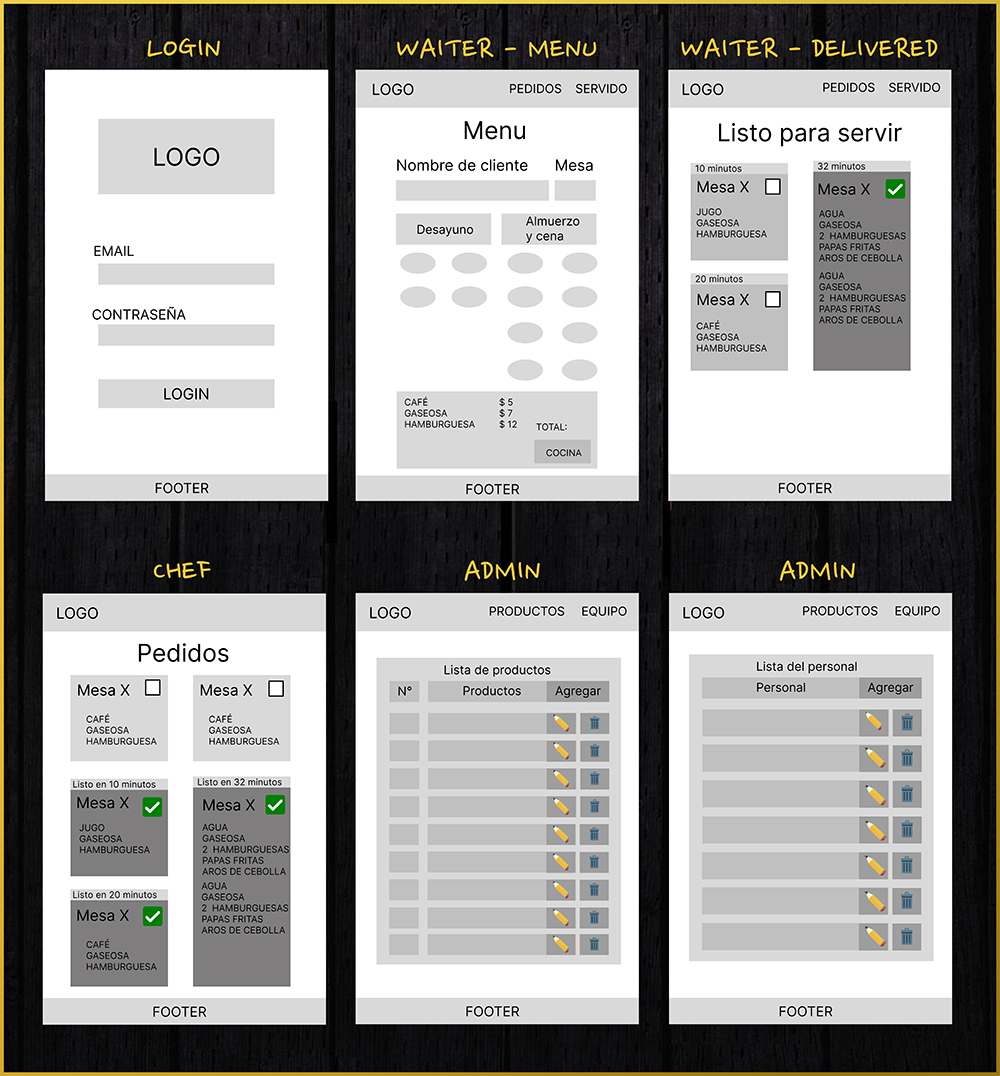 LOGIN
LOGO
EMAIL
CONTRASEÑA
LOGIN
FOOTER
WAITER - MENU
LOGO PEDIDOS SERVIDO
Menu
Nombre de cliente Mesa
Desayuno
Almuerzo
y cena
CAFÉ $ 5
GASEOSA $ 7
HAMBURGUESA $ 12
TOTAL:
COCINA
FOOTER
WAITER - DELIVERED
LOGO PEDIDOS SERVIDO
Listo para servir
10 minutos
Mesa X
JUGO
GASEOSA
HAMBURGUESA
20 minutos
Mesa X
CAFÉ
GASEOSA
HAMBURGUESA
32 minutos
Mesa X
AGUA
GASEOSA
2 HAMBURGUESAS
PAPAS FRITAS
AROS DE CEBOLLA
AGUA
GASEOSA
2 HAMBURGUESAS
PAPAS FRITAS
AROS DE CEBOLLA
FOOTER
CHEF
LOGO
Pedidos
Mesa X
CAFÉ
GASEOSA
HAMBURGUESA
Mesa X
CAFÉ
GASEOSA
HAMBURGUESA
Listo en 10 minutos
Mesa X
JUGO
GASEOSA
HAMBURGUESA
Listo en 20 minutos
Mesa X
CAFÉ
GASEOSA
HAMBURGUESA
Listo en 32 minutos
Mesa X
AGUA
GASEOSA
2 HAMBURGUESAS
PAPAS FRITAS
AROS DE CEBOLLA
AGUA
GASEOSA
2 HAMBURGUESAS
PAPAS FRITAS
AROS DE CEBOLLA
FOOTER
ADMIN
LOGO PRODUCTOS EQUIPO
Lista de productos
N° Productos Agregar
FOOTER
ADMIN
LOGO PRODUCTOS EQUIPO
Lista del personal
Personal Agregar
FOOTER